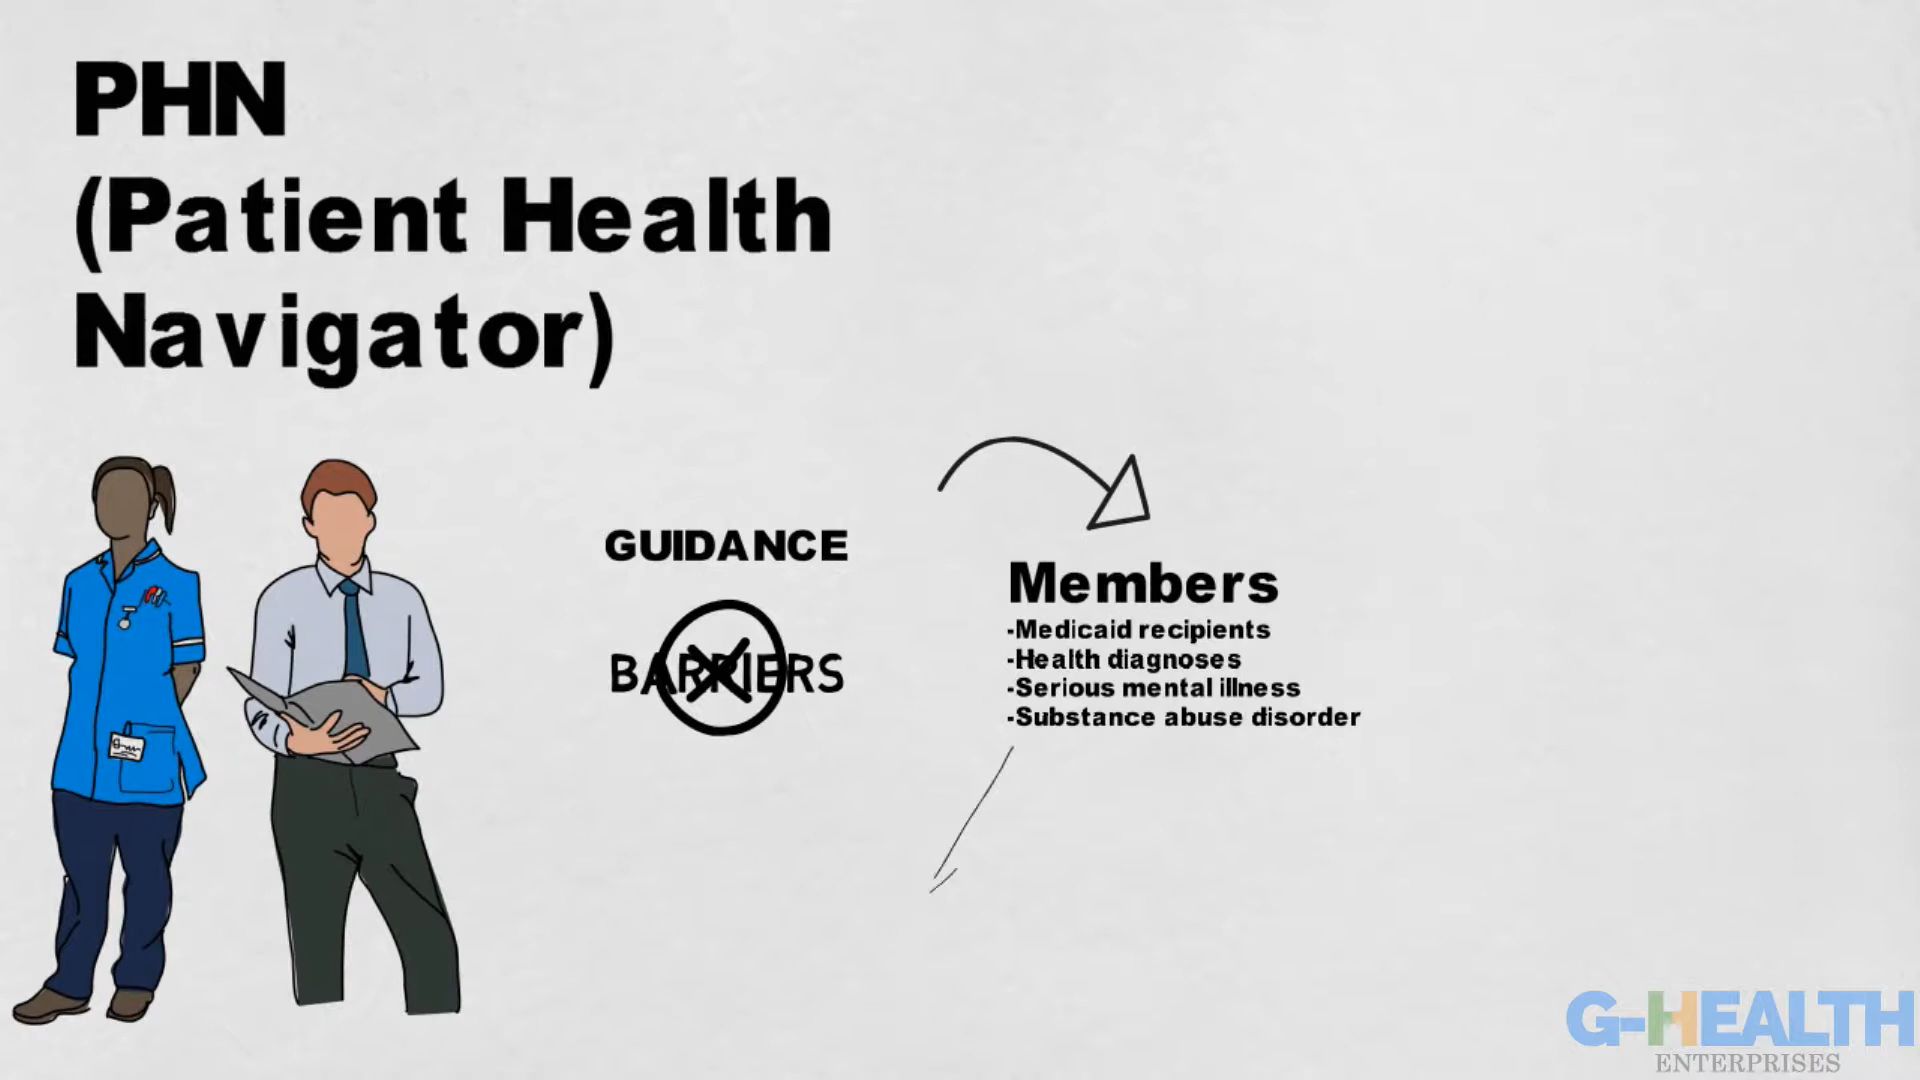 PHN
(Patient Health
Navigator)
GUIDANCE
BARRIERS
Members
-Medicaid recipients
-Health diagnoses
-Serious mental illness
-Substance abuse disorder
G-HEALTH
ENTERPRISES